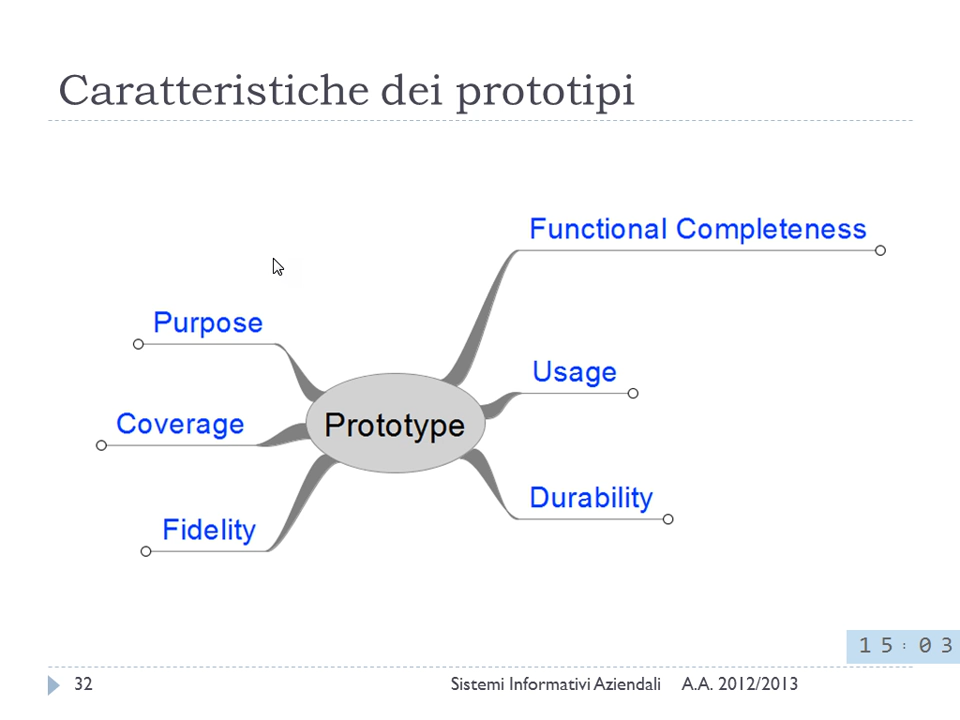 Caratteristiche dei prototipi
Functional Completeness
Purpose
Usage
Coverage
Prototype
Durability
Fidelity
15:03
32
Sistemi Informativi Aziendali
A.A. 2012/2013